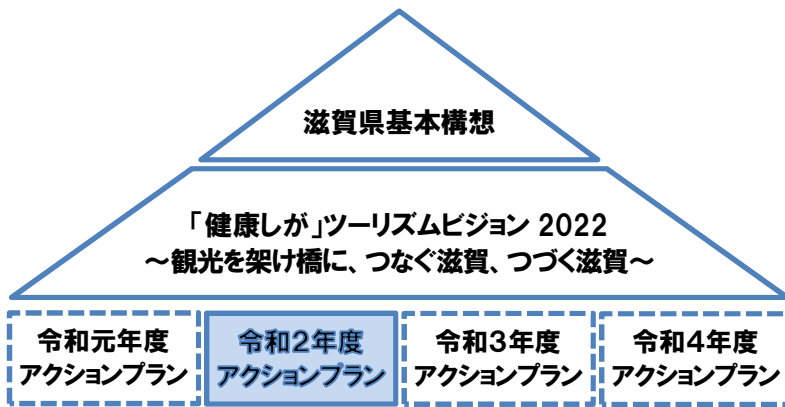 滋賀県基本構想
「健康しが」ツーリズムビジョン 2022
～観光を架け橋に、つなぐ滋賀、つづく滋賀～
令和元年度
アクションプラン
令和２年度
アクションプラン
令和３年度
アクションプラン
令和４年度
アクションプラン